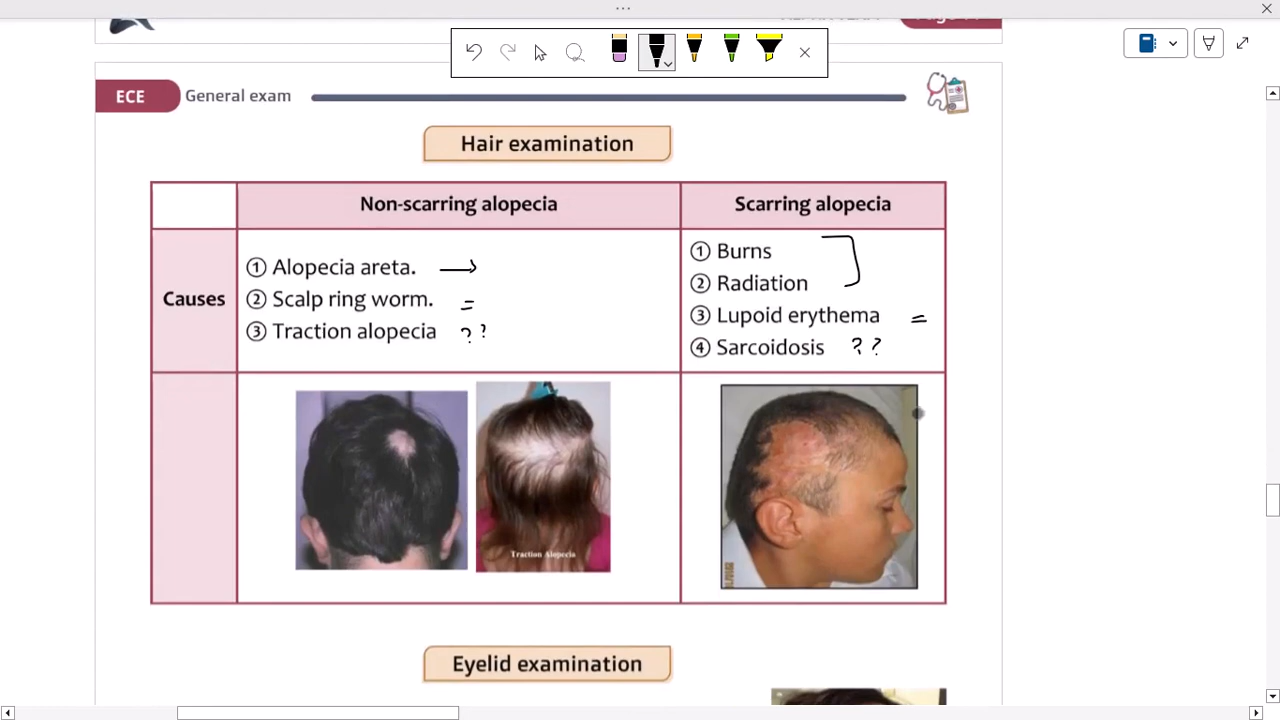 ECE
General exam
Hair examination
Non-scarring alopecia
Scarring alopecia
Causes
① Alopecia areta.
② Scalp ring worm. =
③ Traction alopecia ??
① Burns
② Radiation
③ Lupoid erythema =
④ Sarcoidosis ??
Traction Alopecia
Eyelid examination